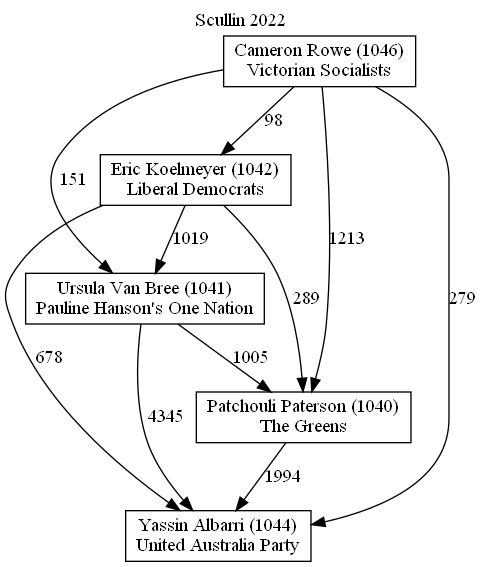 Scullin 2022
Cameron Rowe (1046)
Victorian Socialists
98
Eric Koelmeyer (1042)
Liberal Democrats
151
1019
1213
Ursula Van Bree (1041)
Pauline Hanson's One Nation
289
279
678
1005
4345
Patchouli Paterson (1040)
The Greens
1994
Yassin Albarri (1044)
United Australia Party